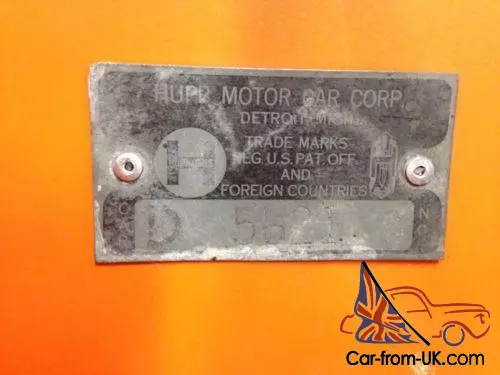 HUPP MOTOR CAR CORP.
DETROIT, MICH.
TRADE MARKS
REG. U.S. PAT. OFF.
AND
FOREIGN COUNTRIES
Car-from-UK.com